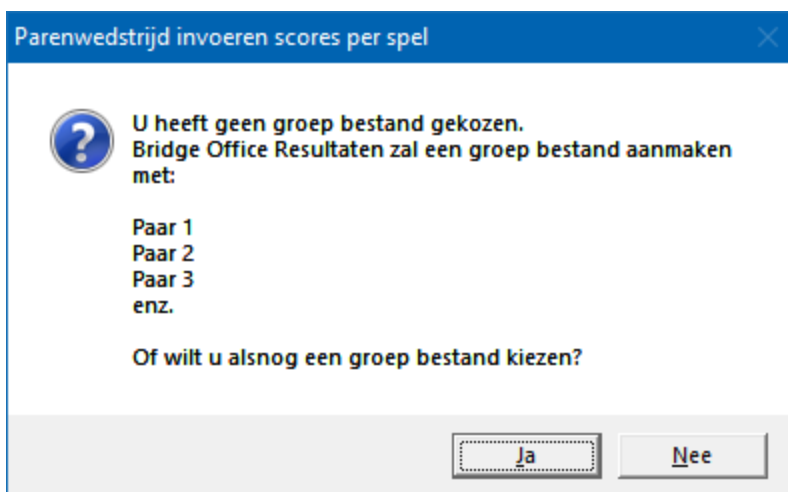 Parenwedstrijd invoeren scores per spel
U heeft geen groep bestand gekozen.
Bridge Office Resultaten zal een groep bestand aanmaken
met:
Paar 1
Paar 2
Paar 3
enz.
Of wilt u alsnog een groep bestand kiezen?
Ja
Nee